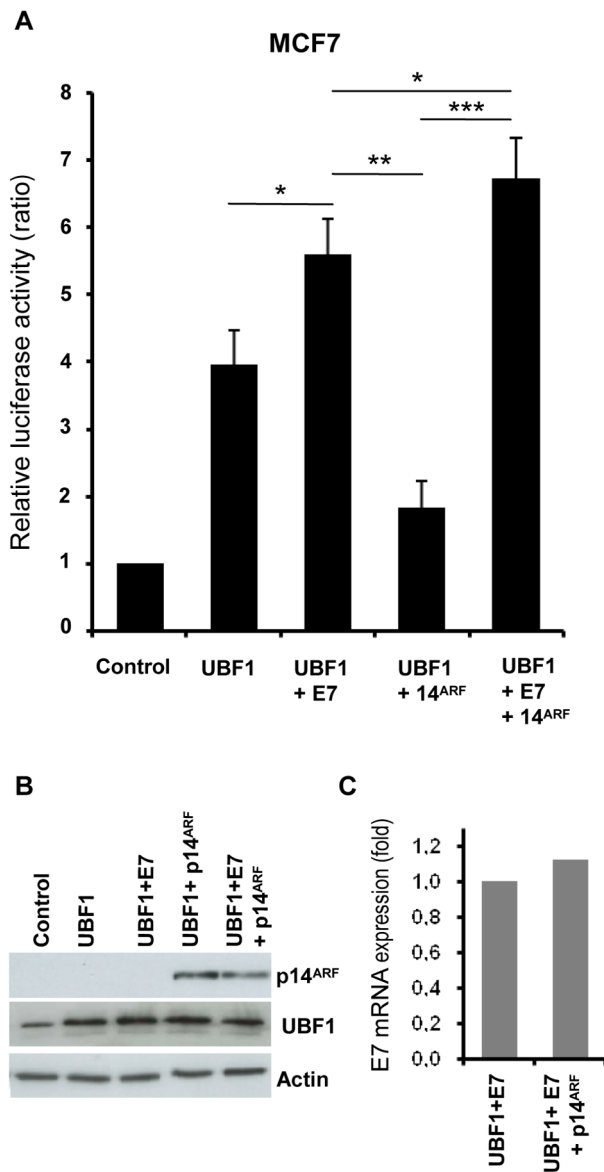 A
MCF7
Relative luciferase activity (ratio)
8
7
6
5
4
3
2
1
0
*
***
**
*
Control
UBF1
UBF1
+ E7
UBF1
+ 14ARF
UBF1
+ E7
+ 14ARF
B
Control
UBF1
UBF1+E7
UBF1+ p14ARF
UBF1+E7
+ p14ARF
p14ARF
UBF1
Actin
C
E7 mRNA expression (fold)
1,2
1,0
0,8
0,6
0,4
0,2
0,0
UBF1+E7
UBF1+ E7
+ p14ARF